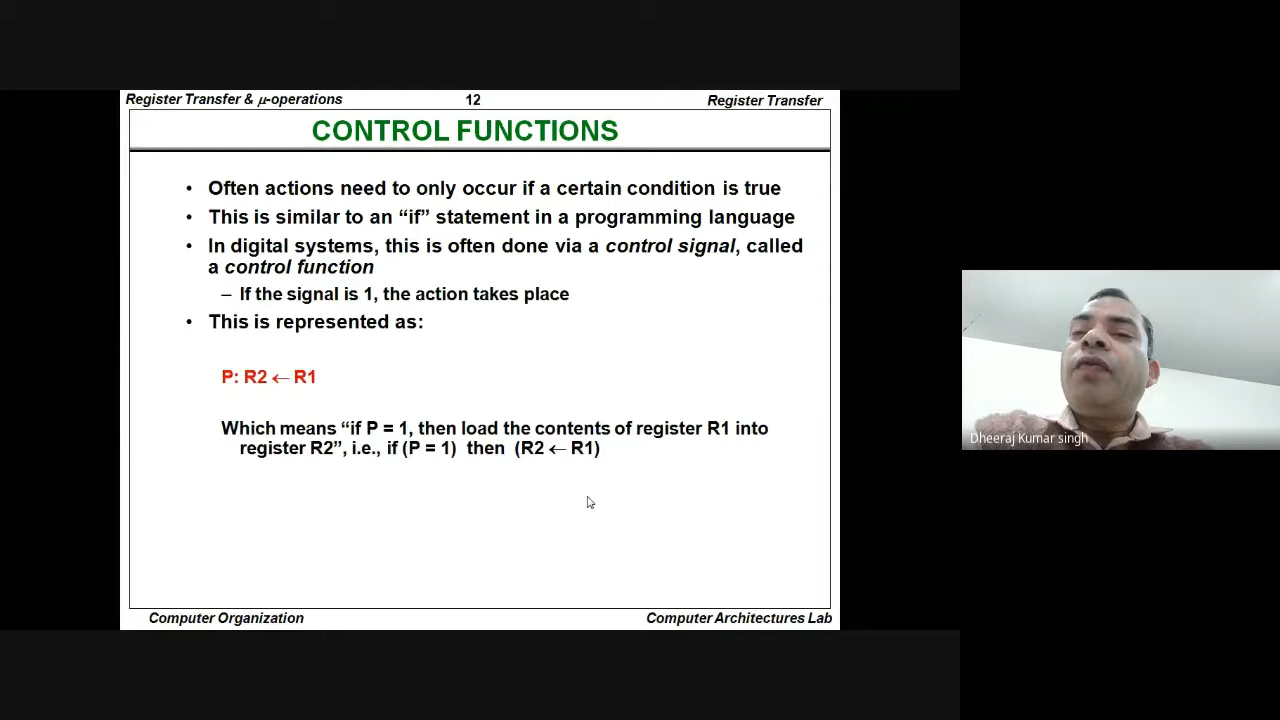 Register Transfer & μ-operations 12 Register Transfer
CONTROL FUNCTIONS
• Often actions need to only occur if a certain condition is true
• This is similar to an “if” statement in a programming language
• In digital systems, this is often done via a control signal, called
a control function
– If the signal is 1, the action takes place
• This is represented as:
P: R2 ← R1
Which means “if P = 1, then load the contents of register R1 into
register R2”, i.e., if (P = 1) then (R2 ← R1)
Computer Organization Computer Architectures Lab
Dheeraj Kumar singh